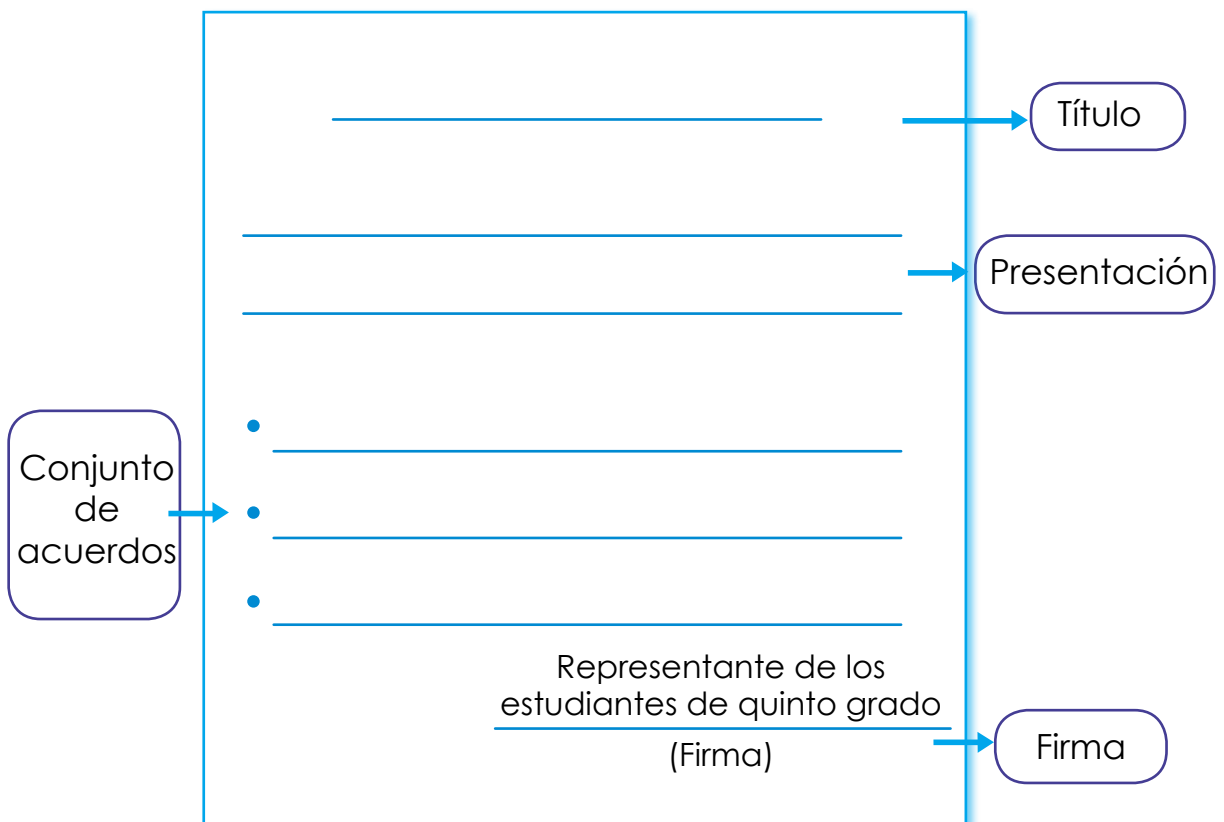 Título
Presentación
Conjunto
de
acuerdos
Representante de los
estudiantes de quinto grado
(Firma)
Firma